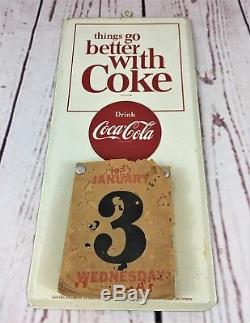 things go
better
with
Coke
Drink
Coca-Cola
JANUARY
3
WEDNESDAY